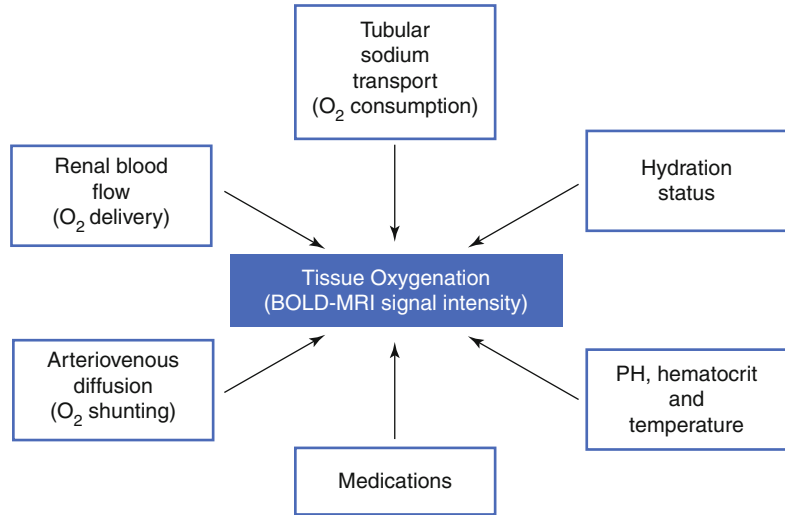 Tubular
sodium
transport
(O₂ consumption)
Renal blood
flow
(O₂ delivery)
Hydration
status
Tissue Oxygenation
(BOLD-MRI signal intensity)
Arteriovenous
diffusion
(O₂ shunting)
PH, hematocrit
and
temperature
Medications